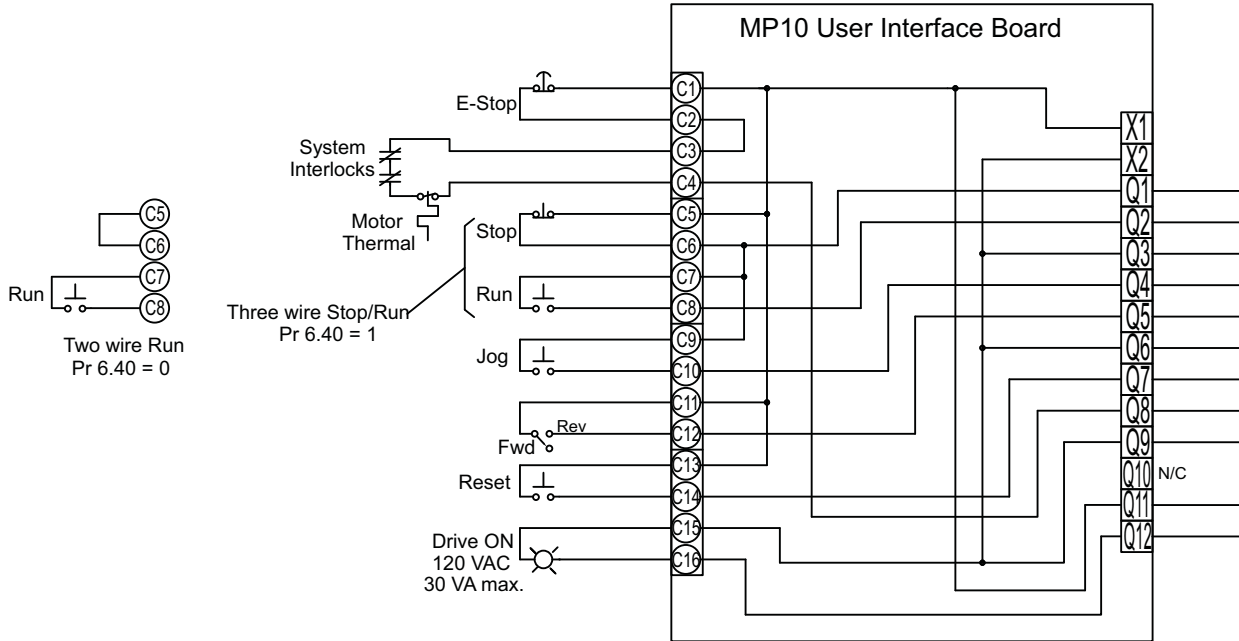 MP10 User Interface Board
E-Stop
System
Interlocks
Motor
Thermal
Stop
Run
Three wire Stop/Run
Pr 6.40 = 1
Jog
Fwd
Rev
Reset
Drive ON
120 VAC
30 VA max.
C5
C6
C7
C8
Run
Two wire Run
Pr 6.40 = 0
C1
C2
C3
C4
C5
C6
C7
C8
C9
C10
C11
C12
C13
C14
C15
C16
X1
X2
Q1
Q2
Q3
Q4
Q5
Q6
Q7
Q8
Q9
Q10 N/C
Q11
Q12